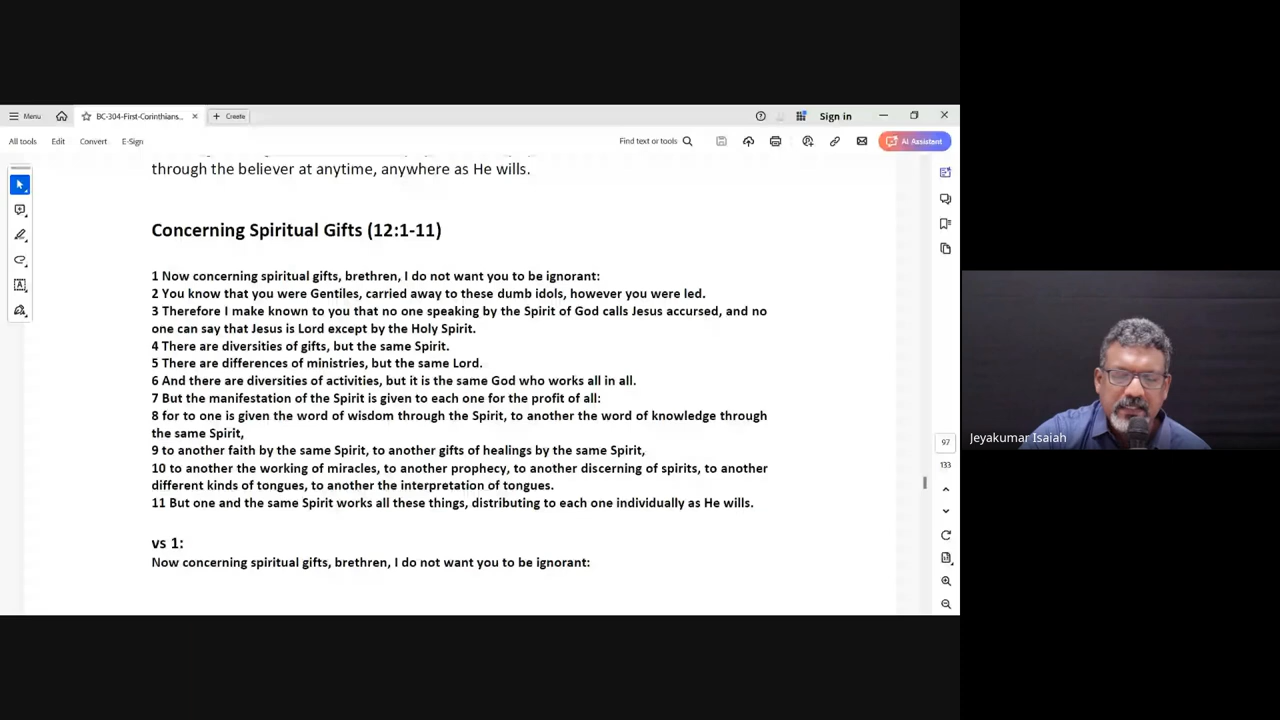 Menu
BC-304-First-Corinthians...
Create
Sign in
All tools Edit Convert E-Sign
Find text or tools
AI Assistant
through the believer at anytime, anywhere as He wills.
Concerning Spiritual Gifts (12:1-11)
1 Now concerning spiritual gifts, brethren, I do not want you to be ignorant:
2 You know that you were Gentiles, carried away to these dumb idols, however you were led.
3 Therefore I make known to you that no one speaking by the Spirit of God calls Jesus accursed, and no
one can say that Jesus is Lord except by the Holy Spirit.
4 There are diversities of gifts, but the same Spirit.
5 There are differences of ministries, but the same Lord.
6 And there are diversities of activities, but it is the same God who works all in all.
7 But the manifestation of the Spirit is given to each one for the profit of all:
8 for to one is given the word of wisdom through the Spirit, to another the word of knowledge through
the same Spirit,
9 to another faith by the same Spirit, to another gifts of healings by the same Spirit,
10 to another the working of miracles, to another prophecy, to another discerning of spirits, to another
different kinds of tongues, to another the interpretation of tongues.
11 But one and the same Spirit works all these things, distributing to each one individually as He wills.
vs 1:
Now concerning spiritual gifts, brethren, I do not want you to be ignorant:
97
133
Jeyakumar Isaiah